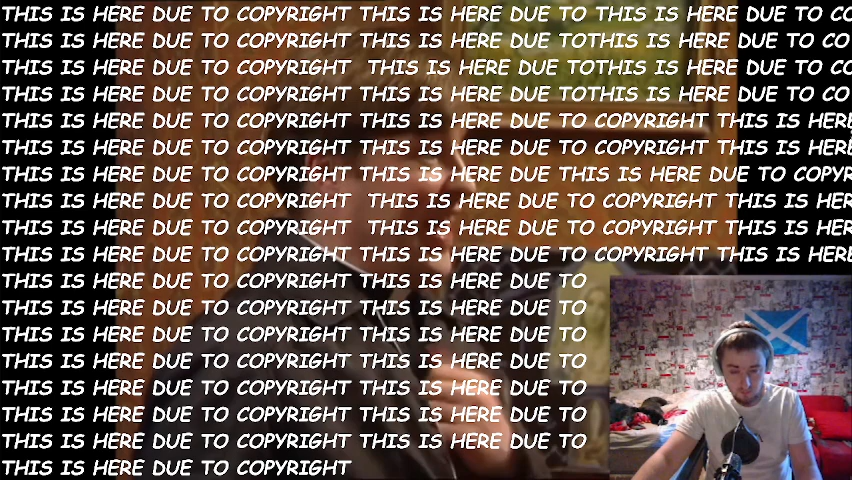 THIS IS HERE DUE TO COPYRIGHT THIS IS HERE DUE TO THIS IS HERE DUE TO CO
THIS IS HERE DUE TO COPYRIGHT THIS IS HERE DUE TOTHIS IS HERE DUE TO CO
THIS IS HERE DUE TO COPYRIGHT THIS IS HERE DUE TOTHIS IS HERE DUE TO CO
THIS IS HERE DUE TO COPYRIGHT THIS IS HERE DUE TOTHIS IS HERE DUE TO CO
THIS IS HERE DUE TO COPYRIGHT THIS IS HERE DUE TO COPYRIGHT THIS IS HERE
THIS IS HERE DUE TO COPYRIGHT THIS IS HERE DUE TO COPYRIGHT THIS IS HERE
THIS IS HERE DUE TO COPYRIGHT THIS IS HERE DUE THIS IS HERE DUE TO COPYR
THIS IS HERE DUE TO COPYRIGHT THIS IS HERE DUE TO COPYRIGHT THIS IS HER
THIS IS HERE DUE TO COPYRIGHT THIS IS HERE DUE TO COPYRIGHT THIS IS HER
THIS IS HERE DUE TO COPYRIGHT THIS IS HERE DUE TO COPYRIGHT THIS IS HERE
THIS IS HERE DUE TO COPYRIGHT THIS IS HERE DUE TO
THIS IS HERE DUE TO COPYRIGHT THIS IS HERE DUE TO
THIS IS HERE DUE TO COPYRIGHT THIS IS HERE DUE TO
THIS IS HERE DUE TO COPYRIGHT THIS IS HERE DUE TO
THIS IS HERE DUE TO COPYRIGHT THIS IS HERE DUE TO
THIS IS HERE DUE TO COPYRIGHT THIS IS HERE DUE TO
THIS IS HERE DUE TO COPYRIGHT THIS IS HERE DUE TO
THIS IS HERE DUE TO COPYRIGHT